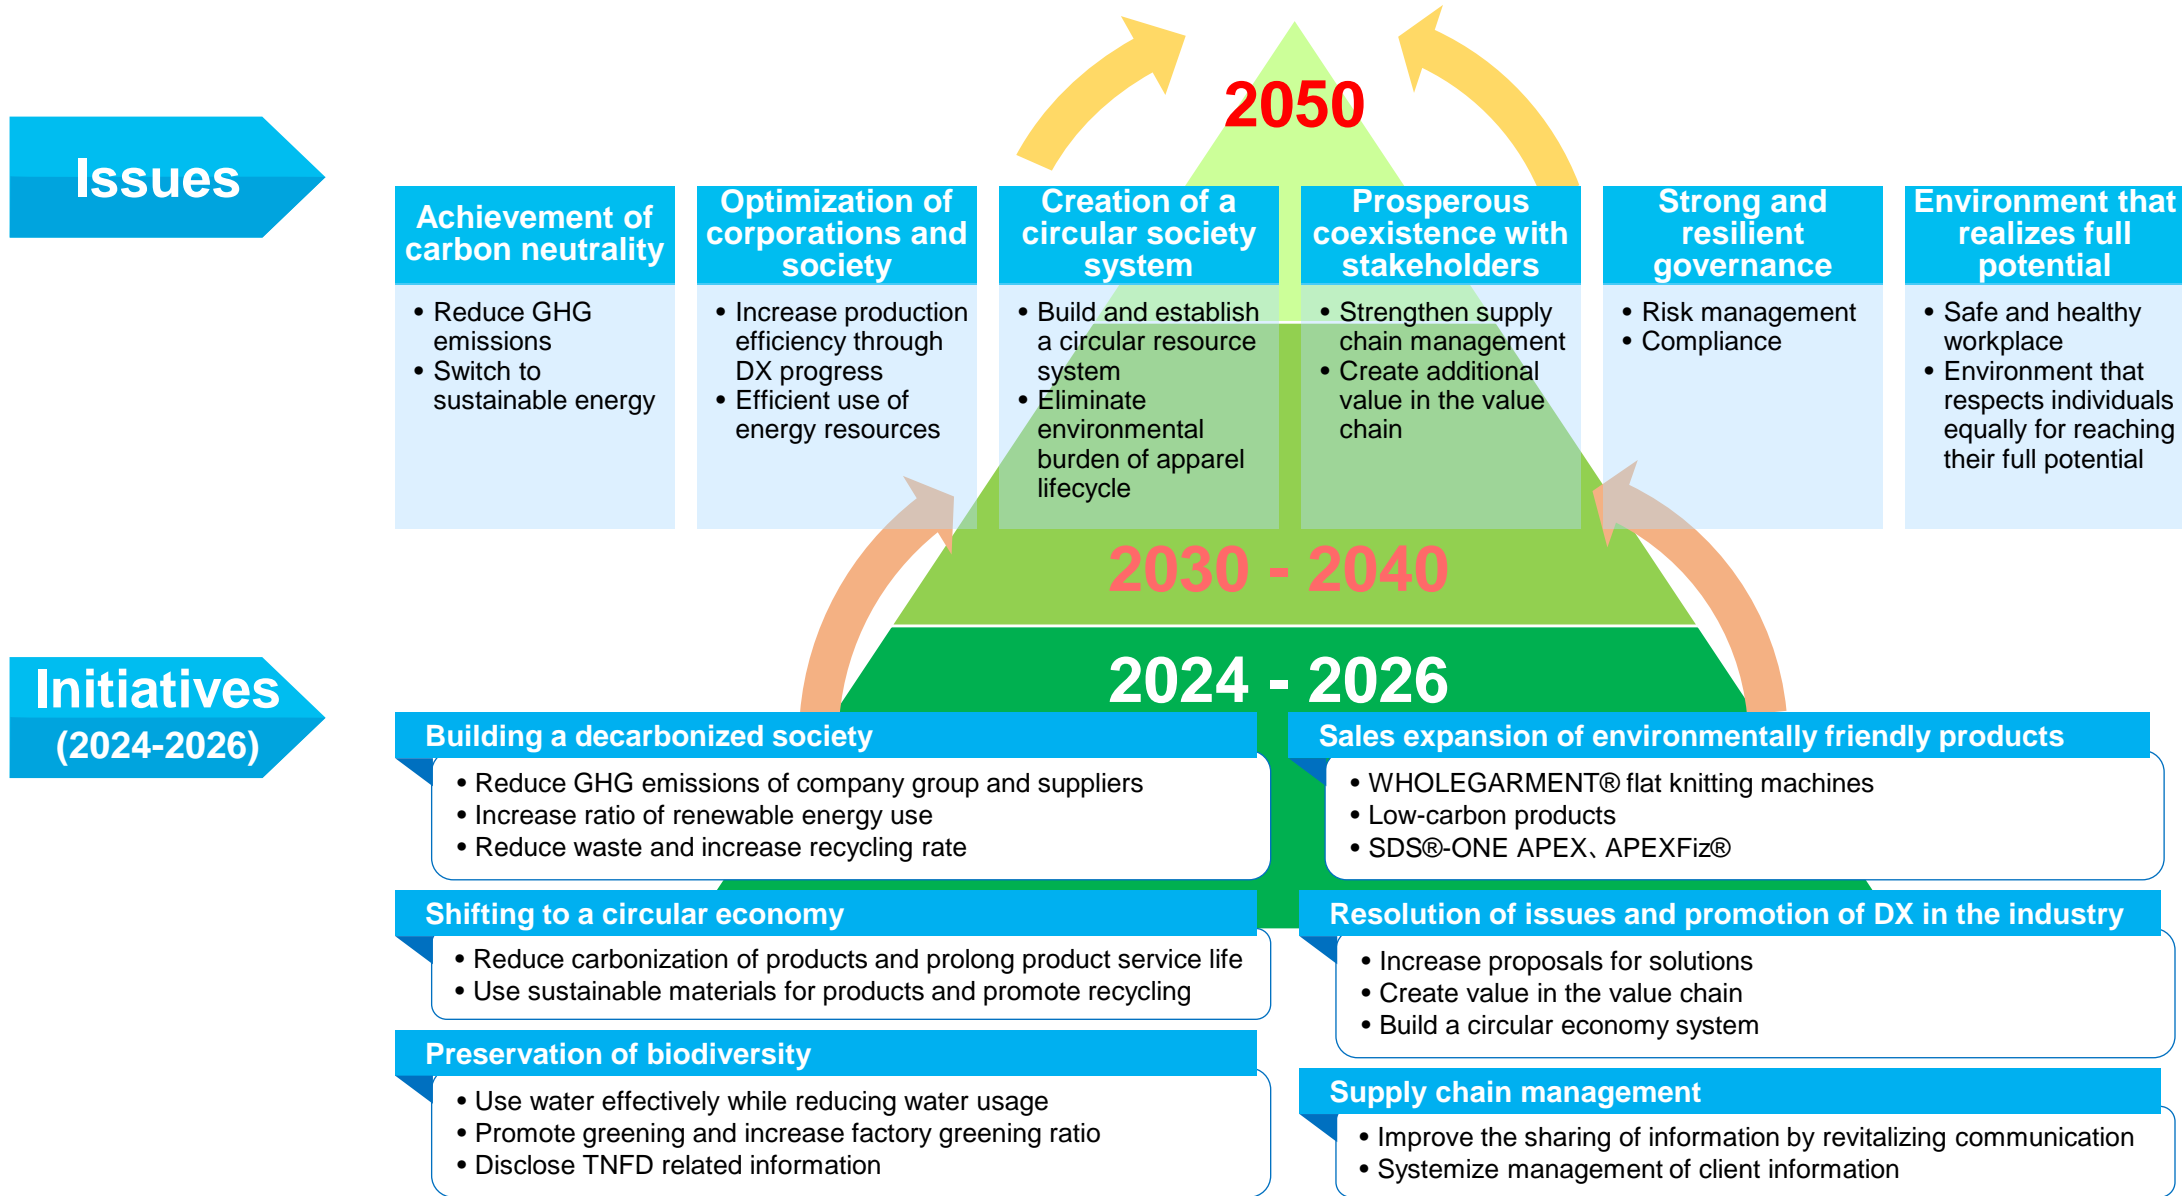 2050
Issues
Achievement of
carbon neutrality
• Reduce GHG
emissions
• Switch to
sustainable energy
Optimization of
corporations and
society
• Increase production
efficiency through
DX progress
• Efficient use of
energy resources
Creation of a
circular society
system
• Build and establish
a circular resource
system
• Eliminate
environmental
burden of apparel
lifecycle
Prosperous
coexistence with
stakeholders
• Strengthen supply
chain management
• Create additional
value in the value
chain
Strong and
resilient
governance
• Risk management
• Compliance
Environment that
realizes full
potential
• Safe and healthy
workplace
• Environment that
respects individuals
equally for reaching
their full potential
2030 - 2040
Initiatives
(2024-2026)
2024 - 2026
Building a decarbonized society
• Reduce GHG emissions of company group and suppliers
• Increase ratio of renewable energy use
• Reduce waste and increase recycling rate
Shifting to a circular economy
• Reduce carbonization of products and prolong product service life
• Use sustainable materials for products and promote recycling
Preservation of biodiversity
• Use water effectively while reducing water usage
• Promote greening and increase factory greening ratio
• Disclose TNFD related information
Sales expansion of environmentally friendly products
• WHOLEGARMENT® flat knitting machines
• Low-carbon products
• SDS®-ONE APEX、APEXFiz®
Resolution of issues and promotion of DX in the industry
• Increase proposals for solutions
• Create value in the value chain
• Build a circular economy system
Supply chain management
• Improve the sharing of information by revitalizing communication
• Systemize management of client information